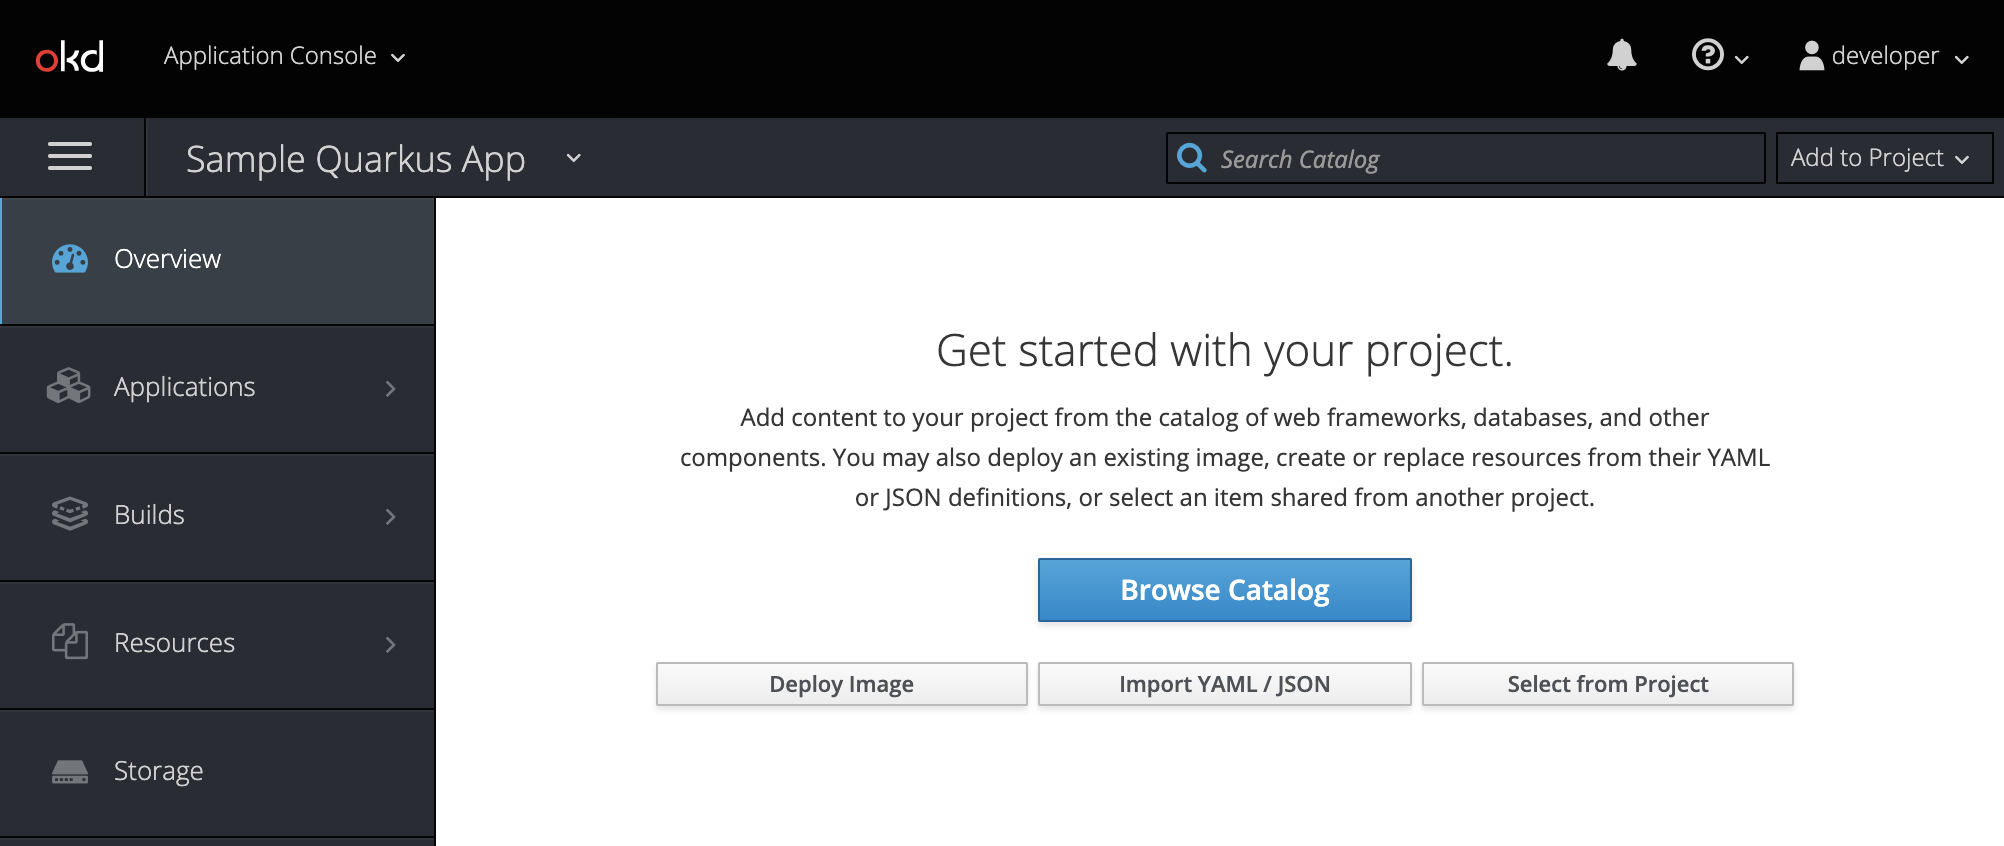 okd
Application Console
developer
Sample Quarkus App
Search Catalog
Add to Project
Overview
Applications
Builds
Resources
Storage
Get started with your project.
Add content to your project from the catalog of web frameworks, databases, and other
components. You may also deploy an existing image, create or replace resources from their YAML
or JSON definitions, or select an item shared from another project.
Browse Catalog
Deploy Image
Import YAML / JSON
Select from Project